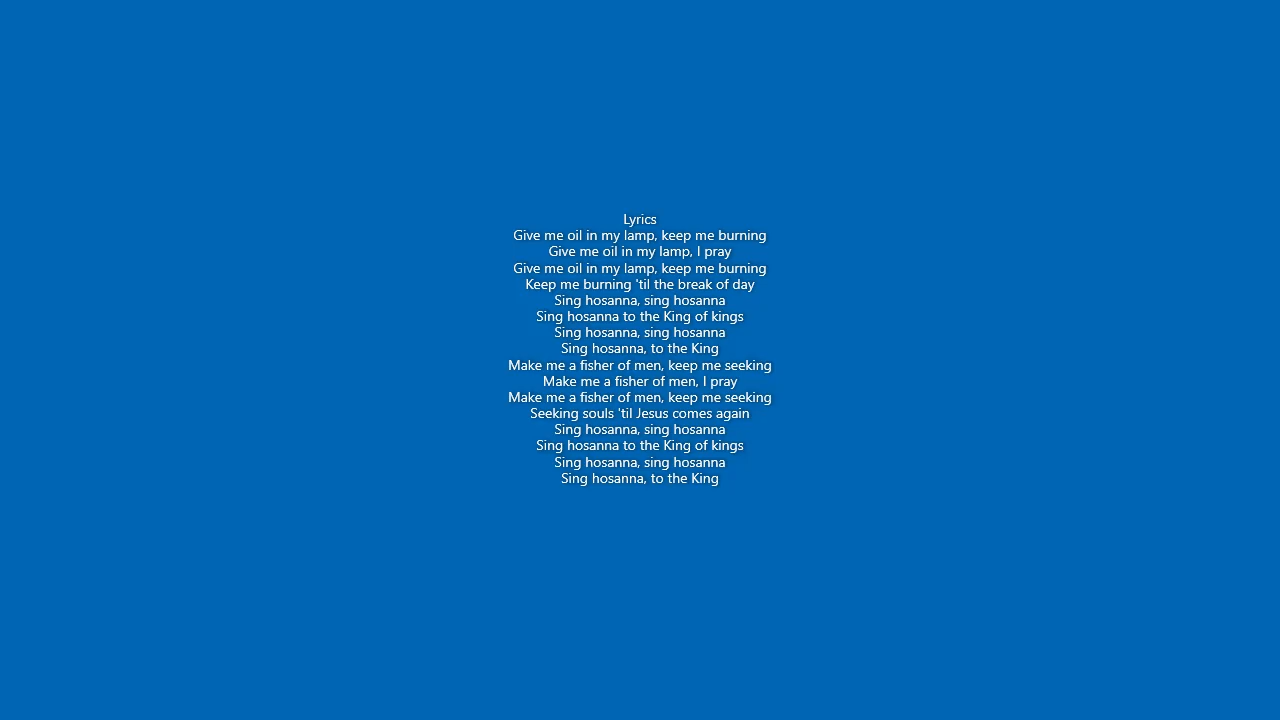 Lyrics
Give me oil in my lamp, keep me burning
Give me oil in my lamp, I pray
Give me oil in my lamp, keep me burning
Keep me burning 'til the break of day
Sing hosanna, sing hosanna
Sing hosanna to the King of kings
Sing hosanna, sing hosanna
Sing hosanna, to the King
Make me a fisher of men, keep me seeking
Make me a fisher of men, I pray
Make me a fisher of men, keep me seeking
Seeking souls 'til Jesus comes again
Sing hosanna, sing hosanna
Sing hosanna to the King of kings
Sing hosanna, sing hosanna
Sing hosanna, to the King